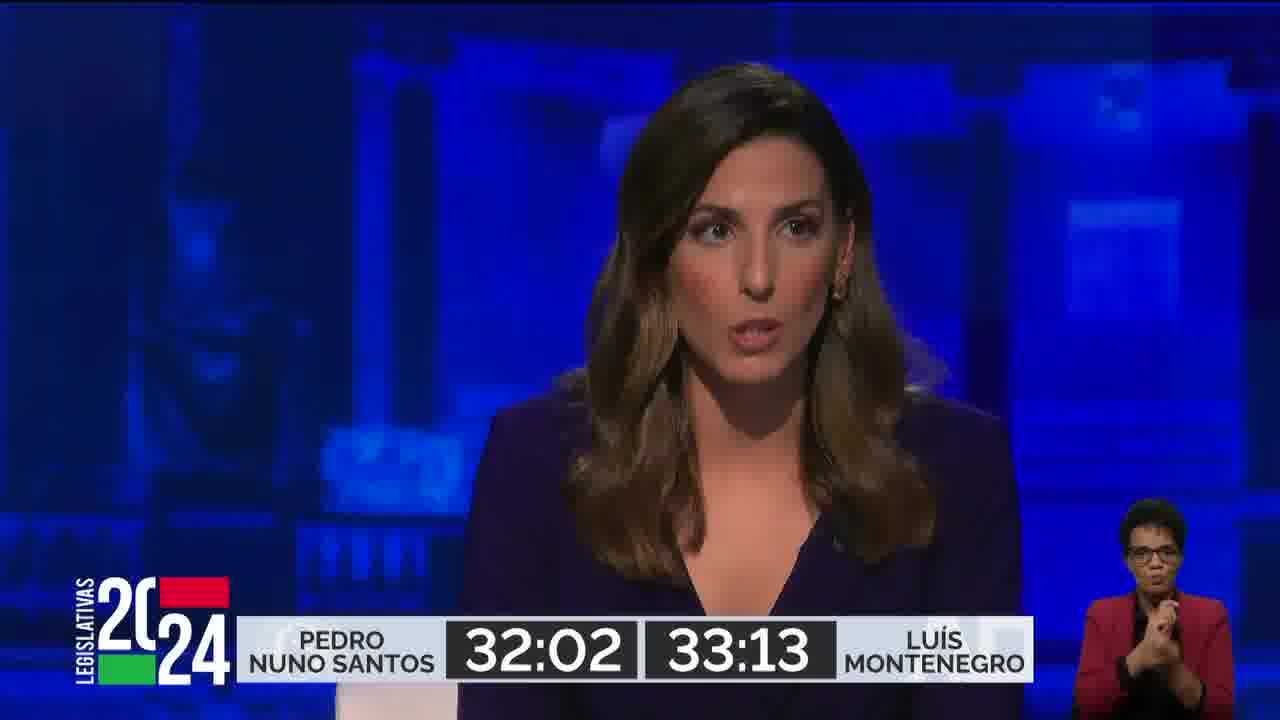 LEGISLATIVAS
2024
PEDRO
NUNO SANTOS
32:02
33:13
LUÍS
MONTENEGRO